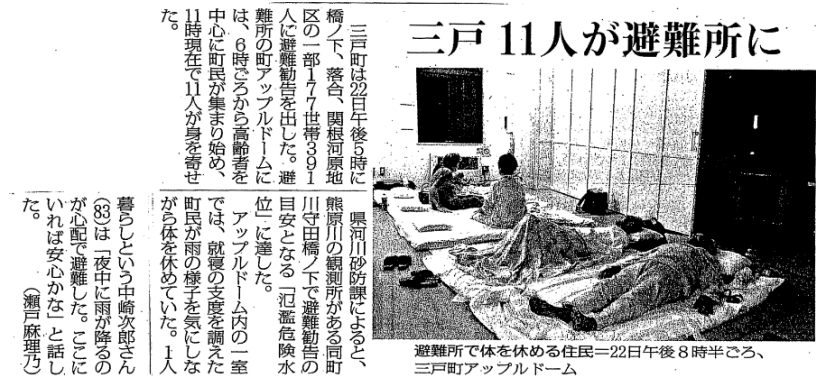 三戸 11人が避難所に
三戸町は22日午後5時に
橋ノ下、落合、関根河原地
区の一部177世帯391
人に避難勧告を出した。避
難所の町アップルドームに
は、6時ごろから高齢者を
中心に町民が集まり始め、
11時現在で11人が身を寄せ
た。
県河川砂防課によると、
熊原川の観測所がある同町
川守田橋ノ下で避難勧告の
目安となる「氾濫危険水
位」に達した。
アップルドーム内の一室
では、就寝の支度を調えた
町民が雨の様子を気にしな
がら体を休めていた。1人
暮らしという中崎次郎さん
(83)は「夜中に雨が降るの
が心配で避難した。ここに
いれば安心かな」と話し
た。
(瀬戸麻理乃)
避難所で体を休める住民=22日午後8時半ごろ、
三戸町アップルドーム